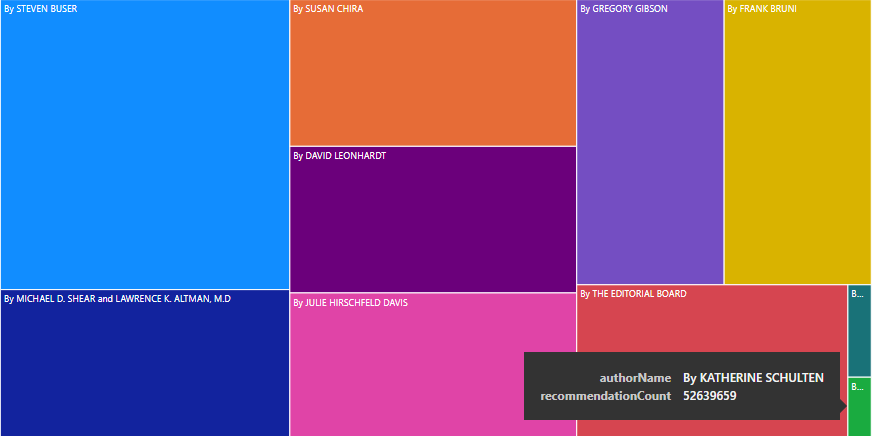 By STEVEN BUSER
By SUSAN CHIRA
By GREGORY GIBSON
By FRANK BRUNI
By DAVID LEONHARDT
By MICHAEL D. SHEAR and LAWRENCE K. ALTMAN, M.D
By JULIE HIRSCHFELD DAVIS
By THE EDITORIAL BOARD
B...
B...
authorName By KATHERINE SCHULTEN
recommendationCount 52639659